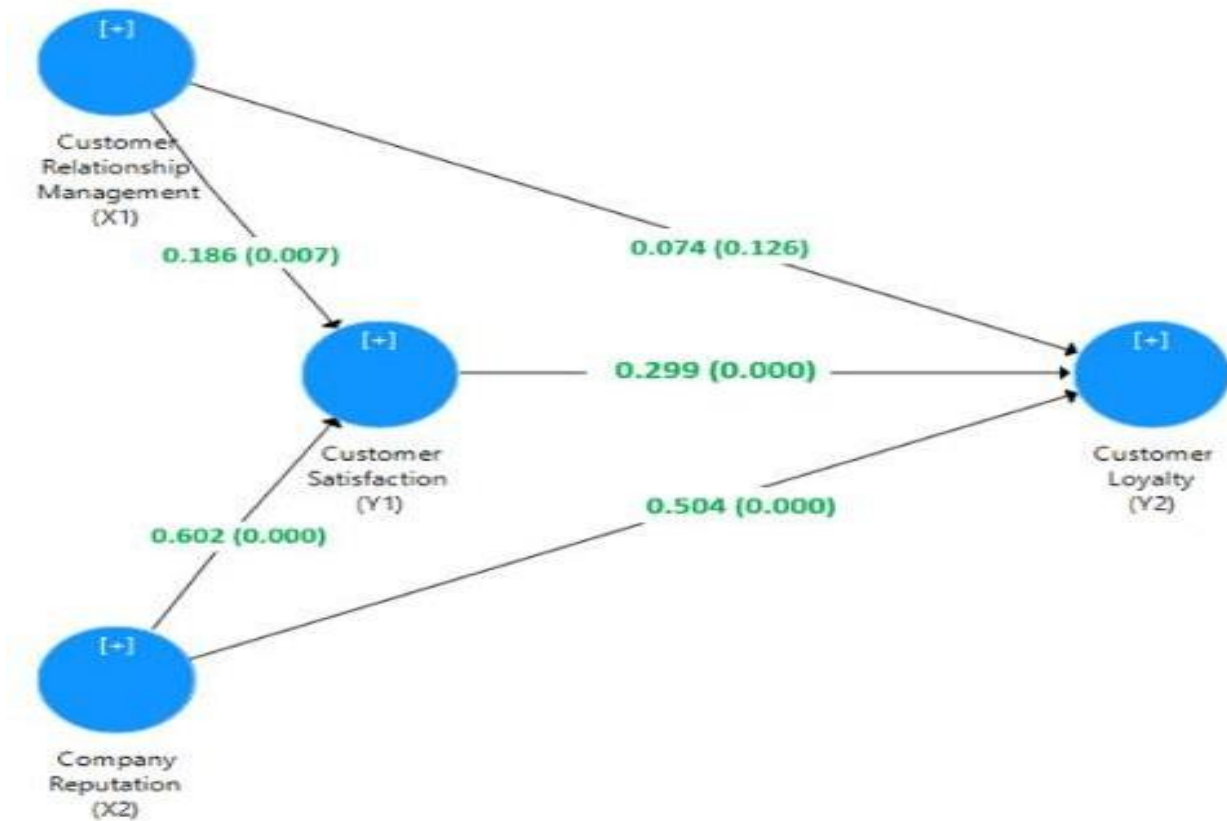 [+]
Customer
Relationship
Management
(X1)
0.186 (0.007)
0.074 (0.126)
[+]
Customer
Satisfaction
(Y1)
0.299 (0.000)
[+]
Customer
Loyalty
(Y2)
0.602 (0.000)
0.504 (0.000)
[+]
Company
Reputation
(X2)